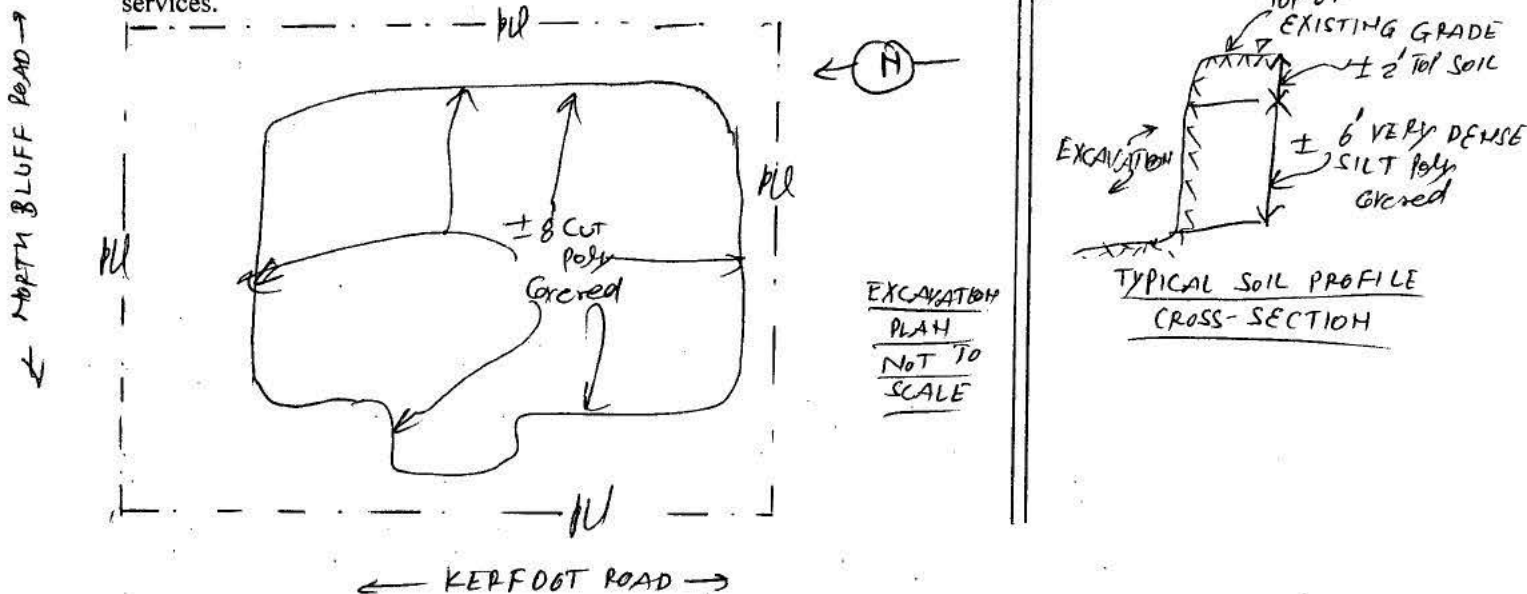 services.
PL
← NORTH BLUFF ROAD →
PL
PL
PL
N
± 8 CUT
Poly
Covered
← KERFOOT ROAD →
EXCAVATION
PLAN
NOT TO
SCALE
EXISTING GRADE
± 2' TOP SOIL
EXCAVATION
± 6' VERY DENSE
SILT Poly
Covered
TYPICAL SOIL PROFILE
CROSS-SECTION